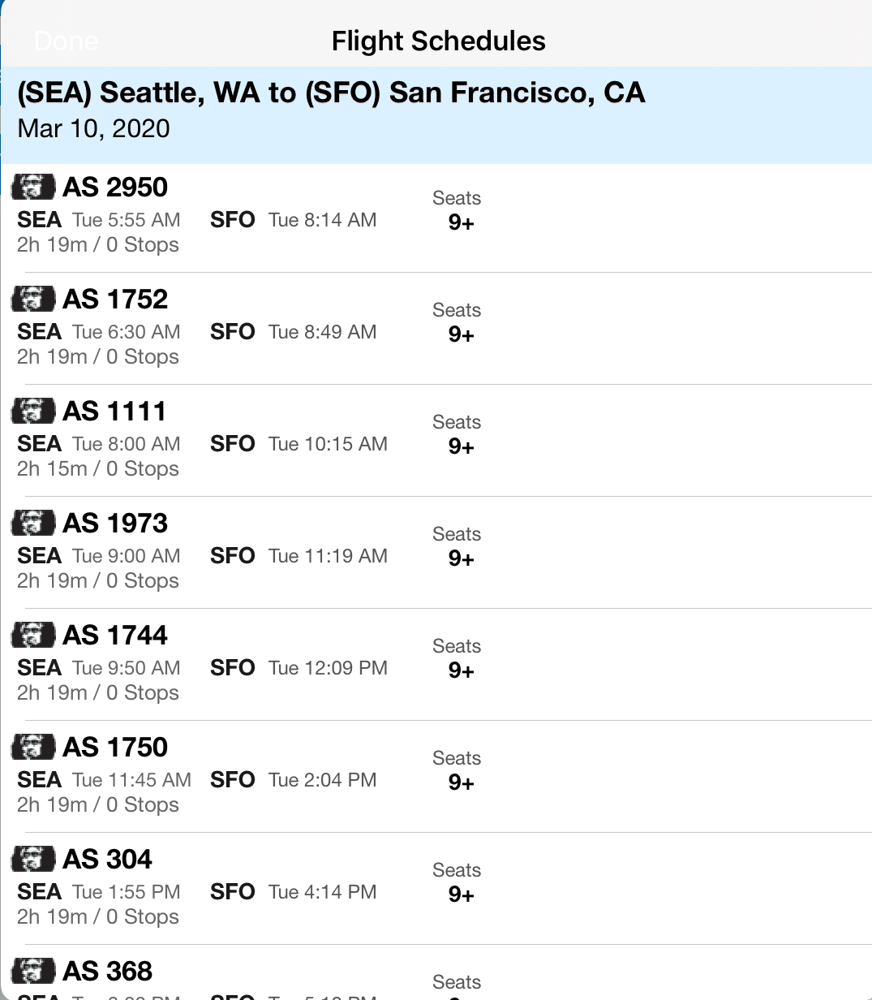 Done
Flight Schedules
(SEA) Seattle, WA to (SFO) San Francisco, CA
Mar 10, 2020
AS 2950
Seats
SEA Tue 5:55 AM SFO Tue 8:14 AM
9+
2h 19m / 0 Stops
AS 1752
Seats
SEA Tue 6:30 AM SFO Tue 8:49 AM
9+
2h 19m / 0 Stops
AS 1111
Seats
SEA Tue 8:00 AM SFO Tue 10:15 AM
9+
2h 15m / 0 Stops
AS 1973
Seats
SEA Tue 9:00 AM SFO Tue 11:19 AM
9+
2h 19m / 0 Stops
AS 1744
Seats
SEA Tue 9:50 AM SFO Tue 12:09 PM
9+
2h 19m / 0 Stops
AS 1750
Seats
SEA Tue 11:45 AM SFO Tue 2:04 PM
9+
2h 19m / 0 Stops
AS 304
Seats
SEA Tue 1:55 PM SFO Tue 4:14 PM
9+
2h 19m / 0 Stops
AS 368
Seats
SEA Tue SFO Tue